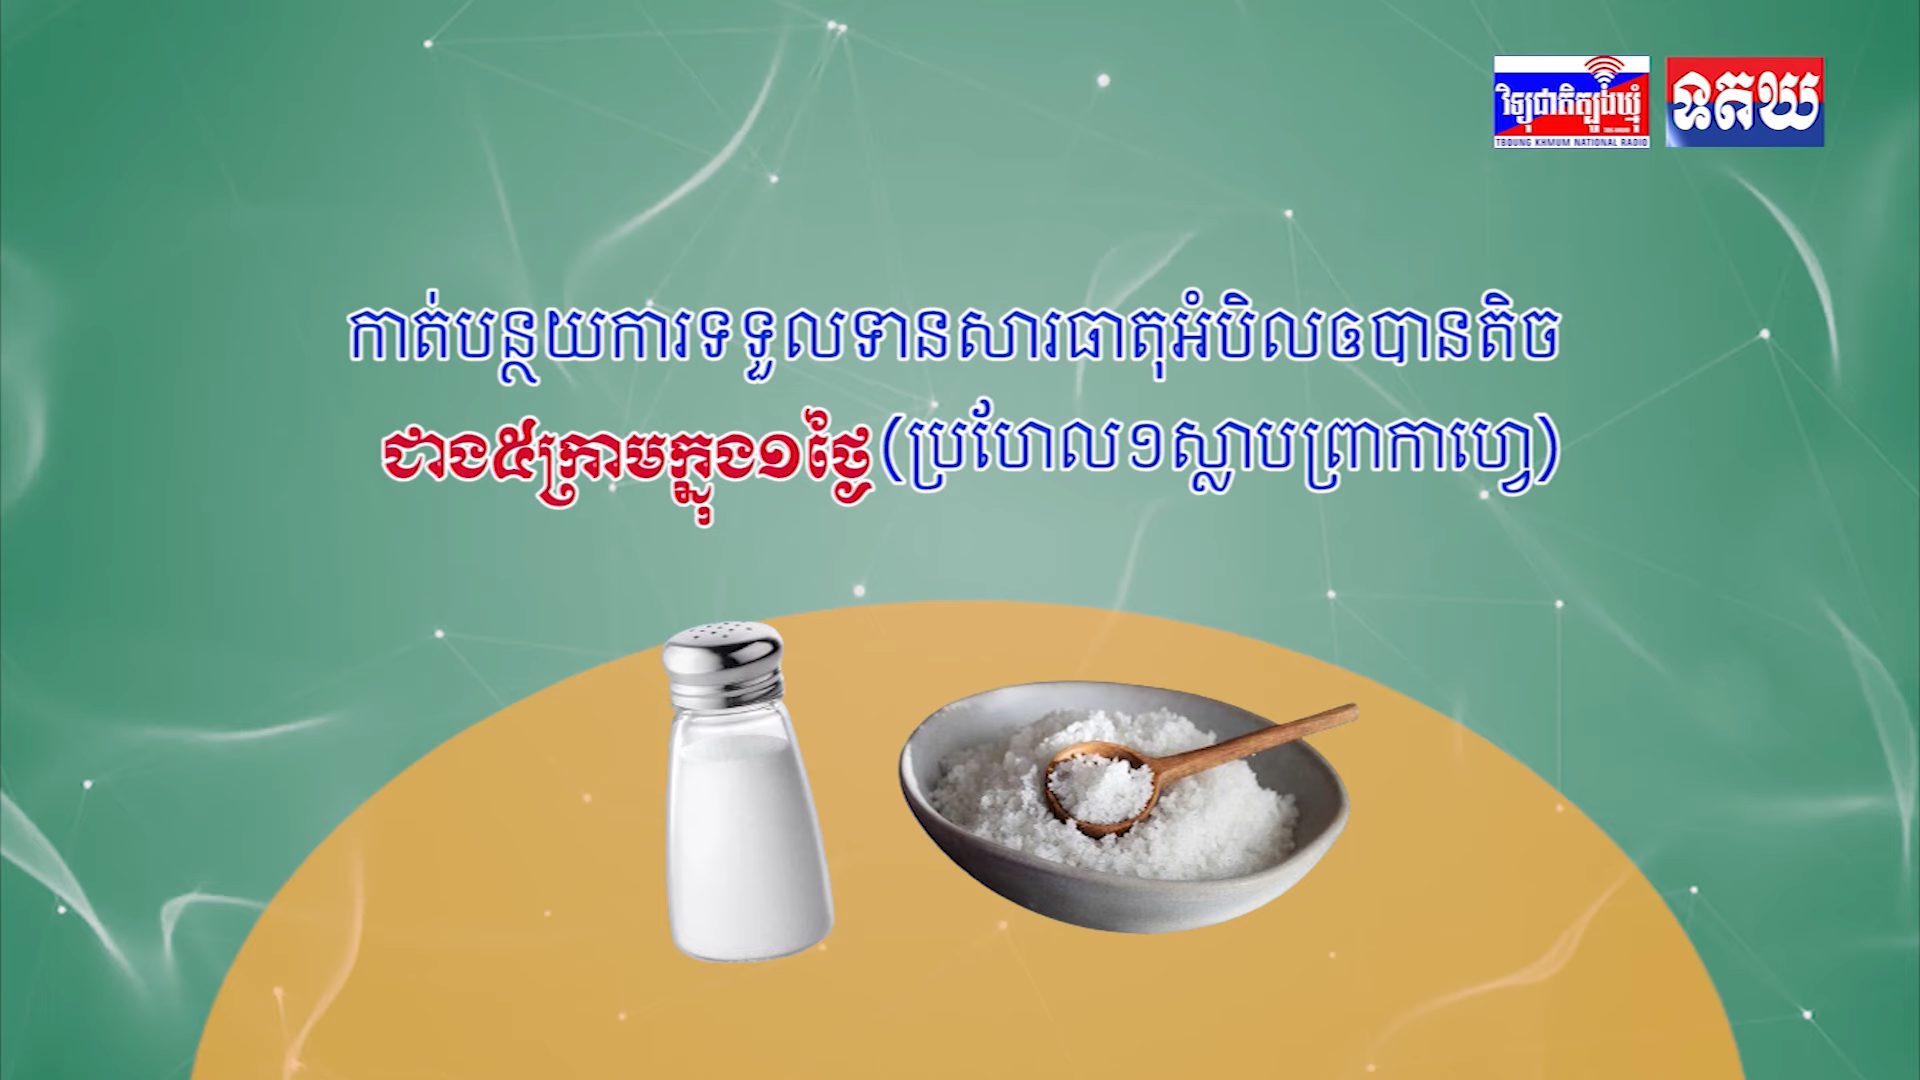 វិទ្យុជាតិត្បូងឃ្មុំ
TBOUNG KHMUM NATIONAL RADIO
ទតឃ
កាត់បន្ថយការទទួលទានសារធាតុអំបិលឲបានតិច
ជាង៥ក្រាមក្នុង១ថ្ងៃ(ប្រហែល១ស្លាបព្រាកាហ្វេ)